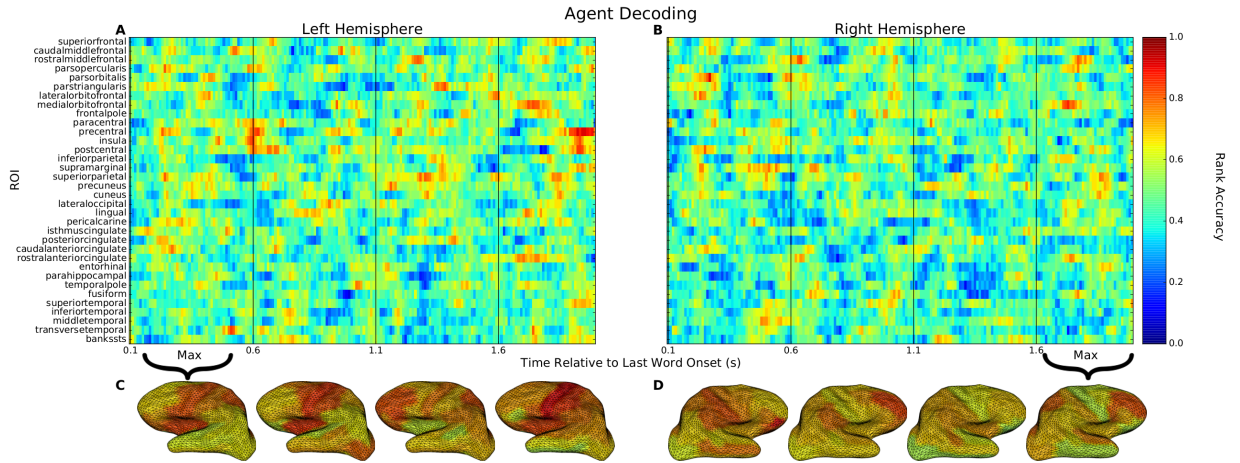 Agent Decoding
A Left Hemisphere
B Right Hemisphere
ROI
superiorfrontal
caudalmiddlefrontal
rostralmiddlefrontal
parsopercularis
parsorbitalis
parstriangularis
lateralorbitofrontal
medialorbitofrontal
frontalpole
paracentral
precentral
insula
postcentral
inferiorparietal
supramarginal
superiorparietal
precuneus
cuneus
lateraloccipital
lingual
pericalcarine
isthmuscingulate
posteriorcingulate
caudalanteriorcingulate
rostralanteriorcingulate
entorhinal
parahippocampal
temporalpole
fusiform
superiortemporal
inferiortemporal
middletemporal
transversetemporal
bankssts
0.1 0.6 1.1 1.6
0.1 0.6 1.1 1.6
1.0
0.8
0.6
0.4
0.2
0.0
Rank Accuracy
Max
Time Relative to Last Word Onset (s)
Max
C
D